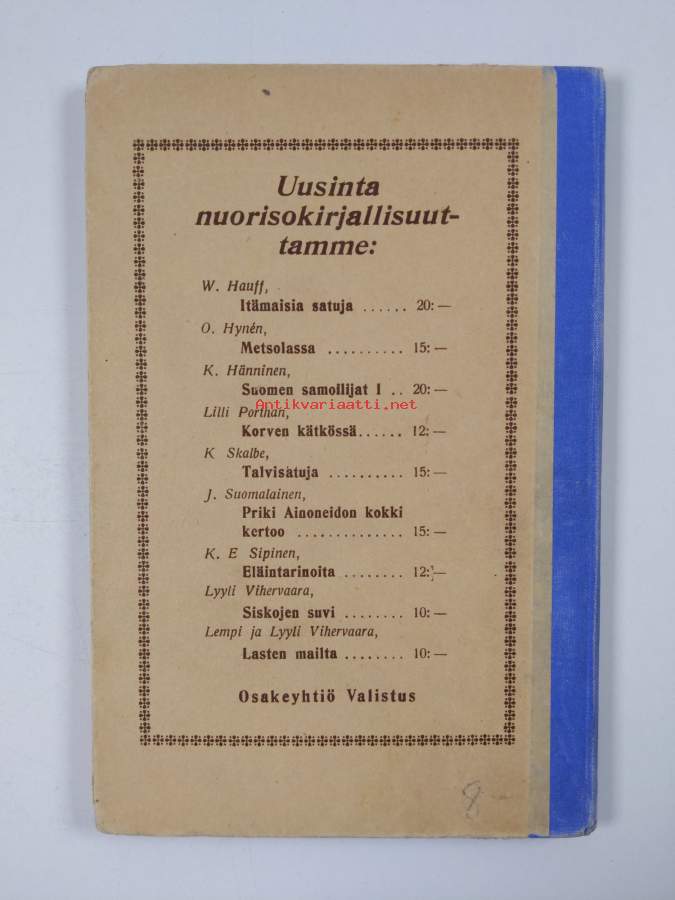 Uusinta
nuorisokirjallisuut-
tamme:
W. Hauff,
Itämaisia satuja ...... 20: —
O. Hynén,
Metsolassa .......... 15: —
K. Hänninen,
Suomen samoilijat I .. 20: —
Antikvariaatti.net
Lilli Porthan,
Korven kätkössä...... 12: —
K Skalbe,
Talvisatuja .......... 15: —
J. Suomalainen,
Priki Ainoneidon kokki
kertoo .............. 15: —
K. E Sipinen,
Eläintarinoita ........ 12: —
Lyyli Vihervaara,
Siskojen suvi ........ 10: —
Lempi ja Lyyli Vihervaara,
Lasten mailta ........ 10: —
Osakeyhtiö Valistus
8 —